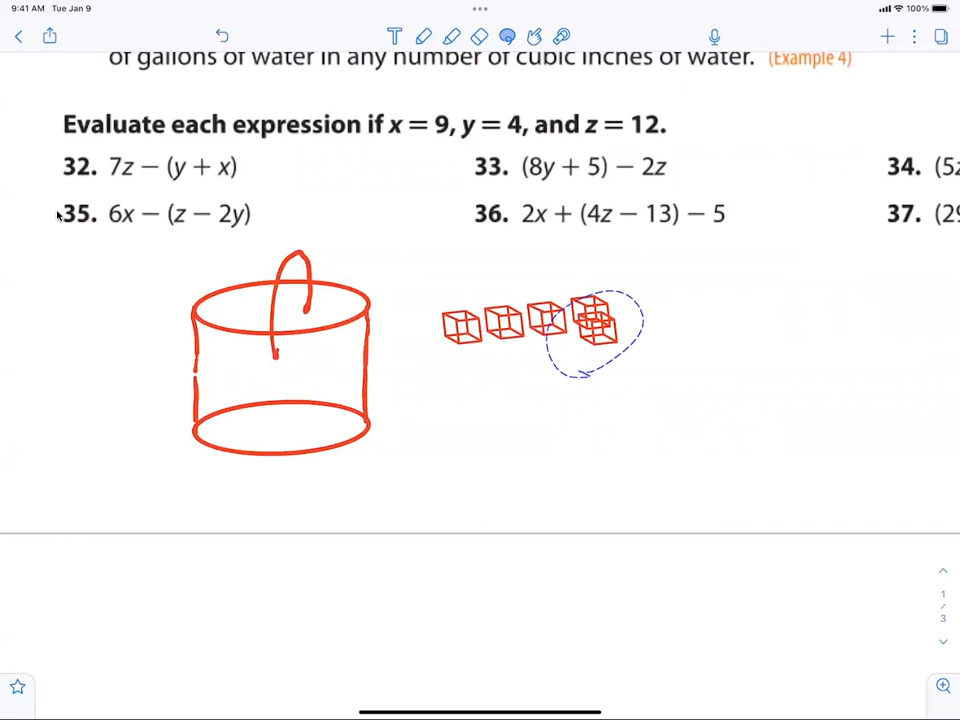 9:41 AM Tue Jan 9
100%
of gallons of water in any number of cubic inches of water. (Example 4)
Evaluate each expression if x = 9, y = 4, and z = 12.
32. 7z − (y + x) 33. (8y + 5) − 2z 34. (5z
35. 6x − (z − 2y) 36. 2x + (4z − 13) − 5 37. (29
1
/
3